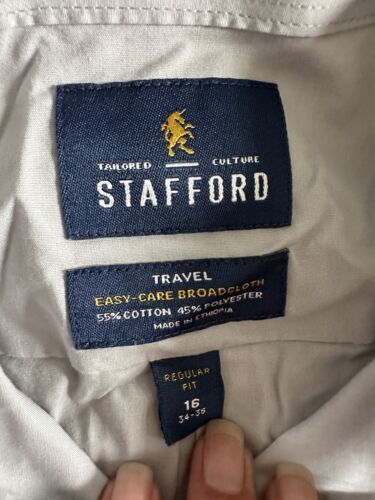 TAILORED — CULTURE
STAFFORD
TRAVEL
EASY-CARE BROADCLOTH
55% COTTON 45% POLYESTER
MADE IN ETHIOPIA
REGULAR
FIT
16
34-35